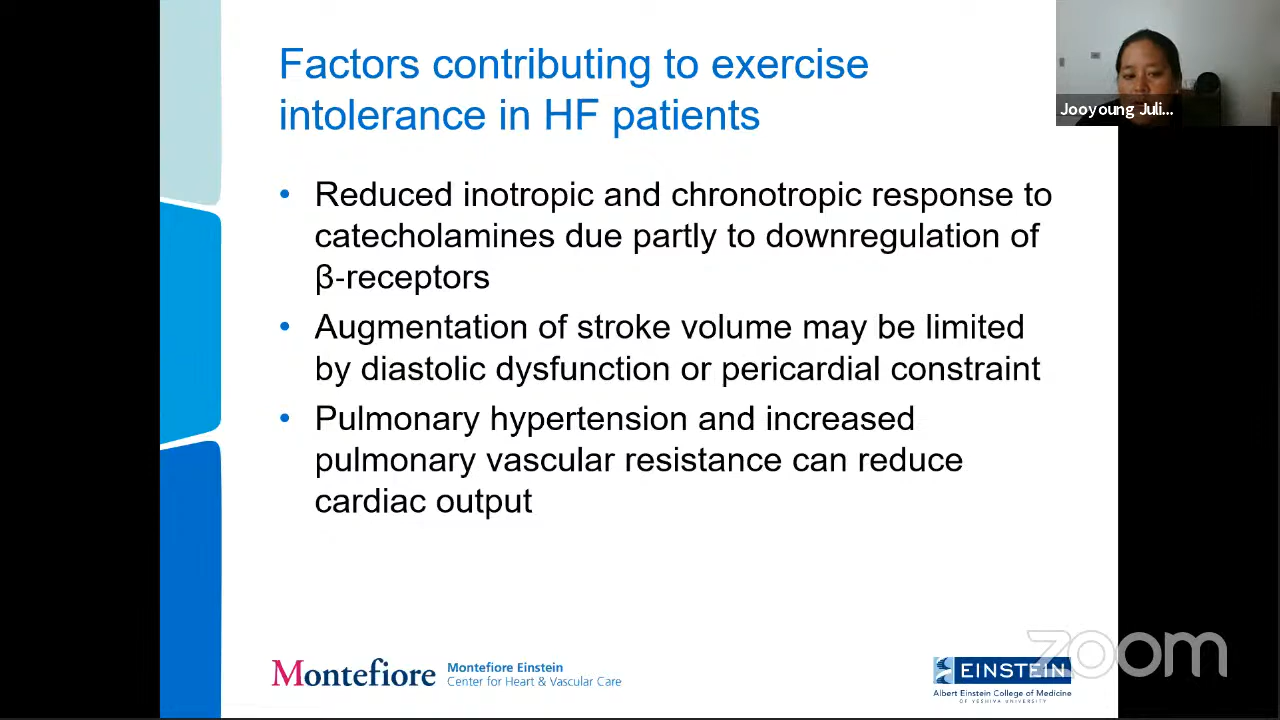 Factors contributing to exercise
intolerance in HF patients
Jooyoung Juli...
• Reduced inotropic and chronotropic response to
catecholamines due partly to downregulation of
β-receptors
• Augmentation of stroke volume may be limited
by diastolic dysfunction or pericardial constraint
• Pulmonary hypertension and increased
pulmonary vascular resistance can reduce
cardiac output
Montefiore
Montefiore Einstein
Center for Heart & Vascular Care
EINSTEIN
Albert Einstein College of Medicine
OF YESHIVA UNIVERSITY
zoom